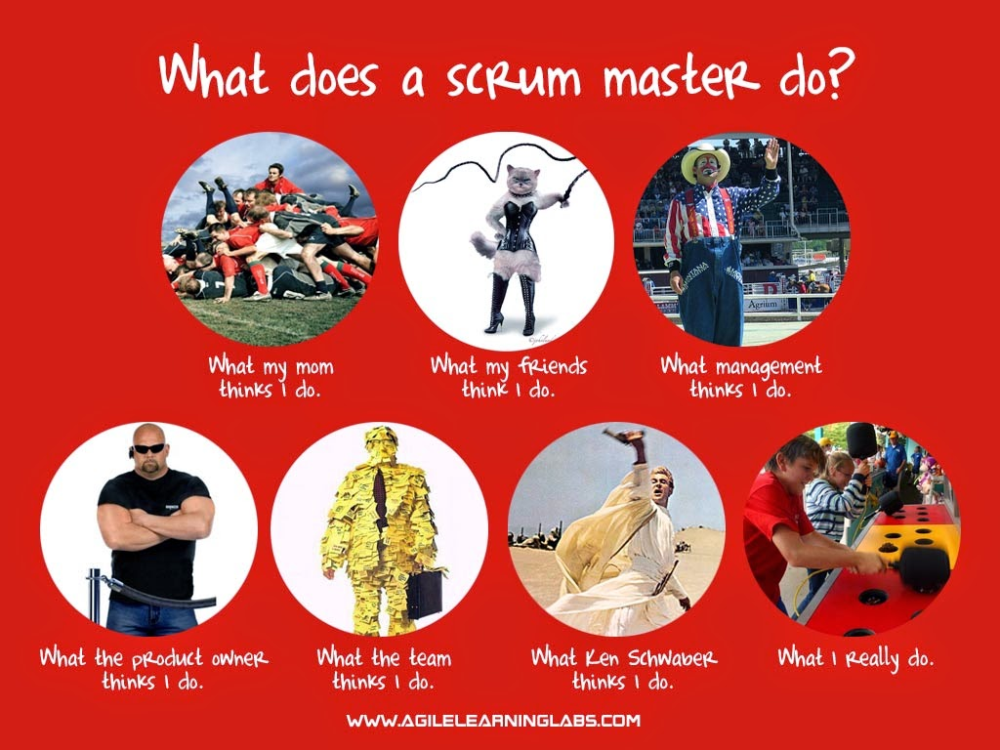 What does a scrum master do?
What my mom
thinks I do.
What my friends
think I do.
What management
thinks I do.
Agrium
What the product owner
thinks I do.
What the team
thinks I do.
What Ken Schwaber
thinks I do.
What I really do.
WWW.AGILELEARNINGLABS.COM